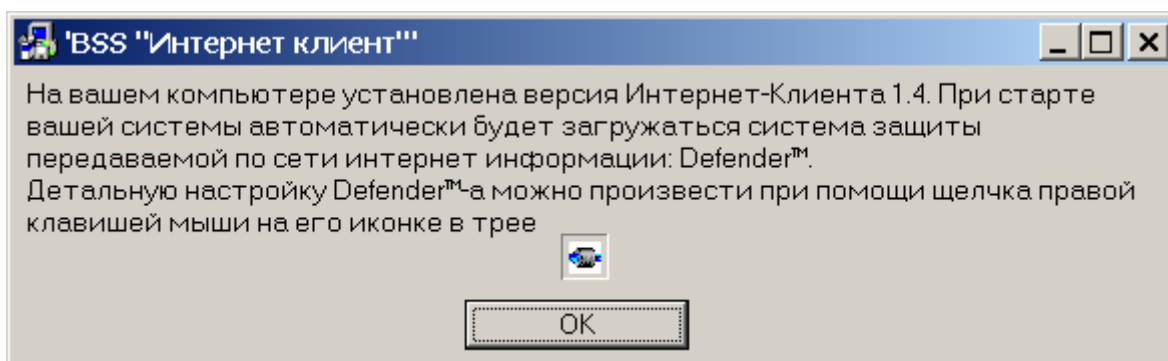 'BSS "Интернет клиент"'
На вашем компьютере установлена версия Интернет-Клиента 1.4. При старте
вашей системы автоматически будет загружаться система защиты
передаваемой по сети интернет информации: Defender™.
Детальную настройку Defender™-а можно произвести при помощи щелчка правой
клавишей мыши на его иконке в трее
OK